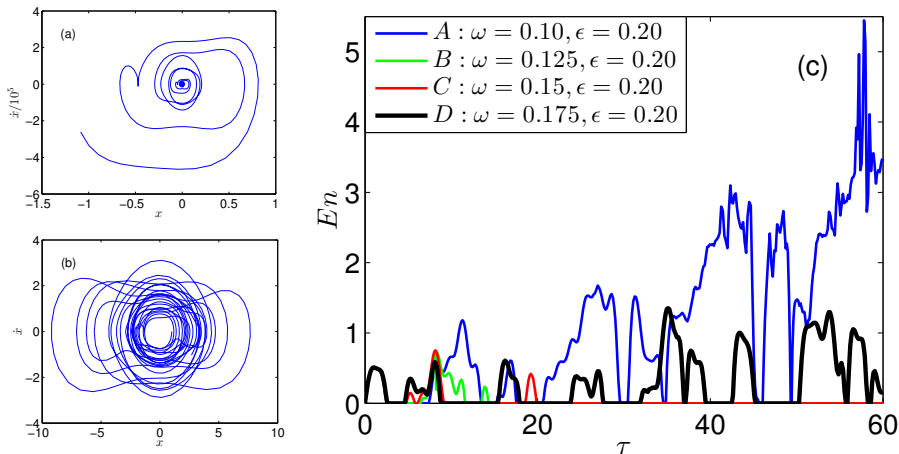 (a)
4
2
0
−2
−4
−6
ẋ/10⁵
−1.5
−1
−0.5
0
0.5
1
x
(b)
4
2
0
−2
−4
ẋ
−10
−5
0
5
10
x
(c)
A : ω = 0.10, ϵ = 0.20
B : ω = 0.125, ϵ = 0.20
C : ω = 0.15, ϵ = 0.20
D : ω = 0.175, ϵ = 0.20
5
4
3
2
1
0
En
0
20
40
60
τ